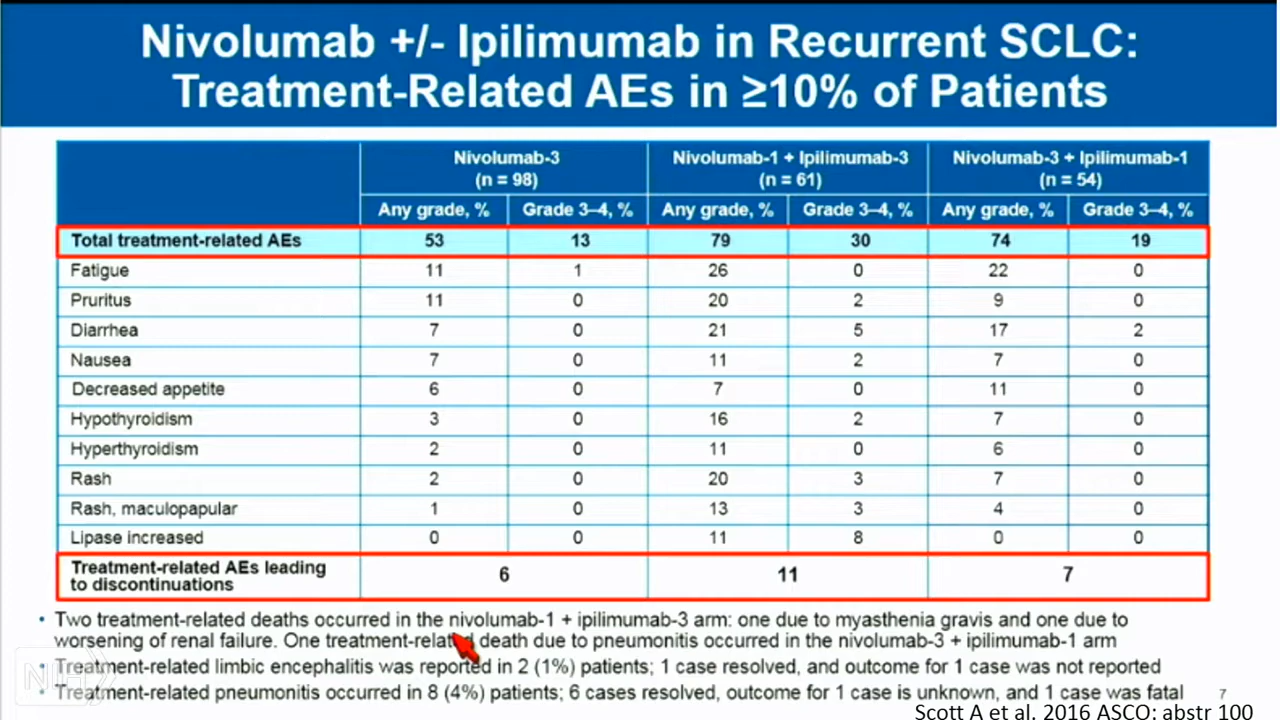 Nivolumab +/- Ipilimumab in Recurrent SCLC:
Treatment-Related AEs in ≥10% of Patients
Nivolumab-3 (n = 98) Nivolumab-1 + Ipilimumab-3 (n = 61) Nivolumab-3 + Ipilimumab-1 (n = 54)
Any grade, % Grade 3–4, % Any grade, % Grade 3–4, % Any grade, % Grade 3–4, %
Total treatment-related AEs 53 13 79 30 74 19
Fatigue 11 1 26 0 22 0
Pruritus 11 0 20 2 9 0
Diarrhea 7 0 21 5 17 2
Nausea 7 0 11 2 7 0
Decreased appetite 6 0 7 0 11 0
Hypothyroidism 3 0 16 2 7 0
Hyperthyroidism 2 0 11 0 6 0
Rash 2 0 20 3 7 0
Rash, maculopapular 1 0 13 3 4 0
Lipase increased 0 0 11 8 0 0
Treatment-related AEs leading to discontinuations 6 11 7
• Two treatment-related deaths occurred in the nivolumab-1 + ipilimumab-3 arm: one due to myasthenia gravis and one due to
worsening of renal failure. One treatment-related death due to pneumonitis occurred in the nivolumab-3 + ipilimumab-1 arm
• Treatment-related limbic encephalitis was reported in 2 (1%) patients; 1 case resolved, and outcome for 1 case was not reported
• Treatment-related pneumonitis occurred in 8 (4%) patients; 6 cases resolved, outcome for 1 case is unknown, and 1 case was fatal
NIH
7
Scott A et al. 2016 ASCO; abstr 100